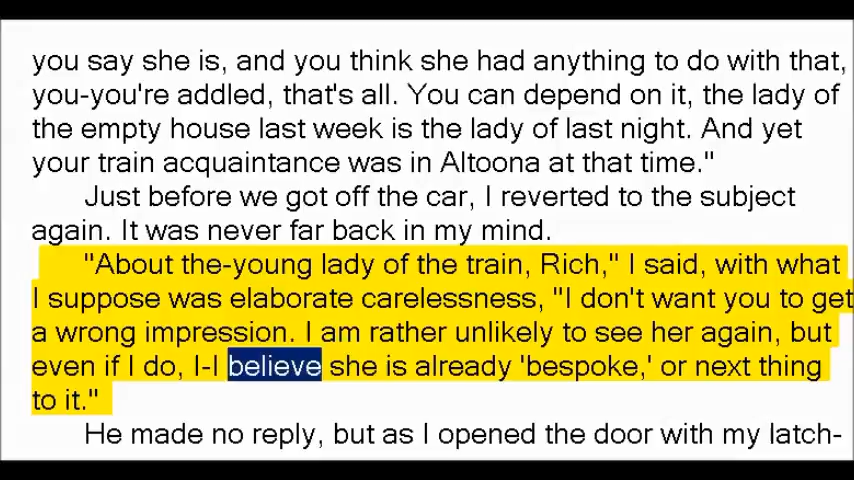 you say she is, and you think she had anything to do with that,
you-you're addled, that's all. You can depend on it, the lady of
the empty house last week is the lady of last night. And yet
your train acquaintance was in Altoona at that time."
Just before we got off the car, I reverted to the subject
again. It was never far back in my mind.
"About the-young lady of the train, Rich," I said, with what
I suppose was elaborate carelessness, "I don't want you to get
a wrong impression. I am rather unlikely to see her again, but
even if I do, I-I believe she is already 'bespoke,' or next thing
to it."
He made no reply, but as I opened the door with my latch-